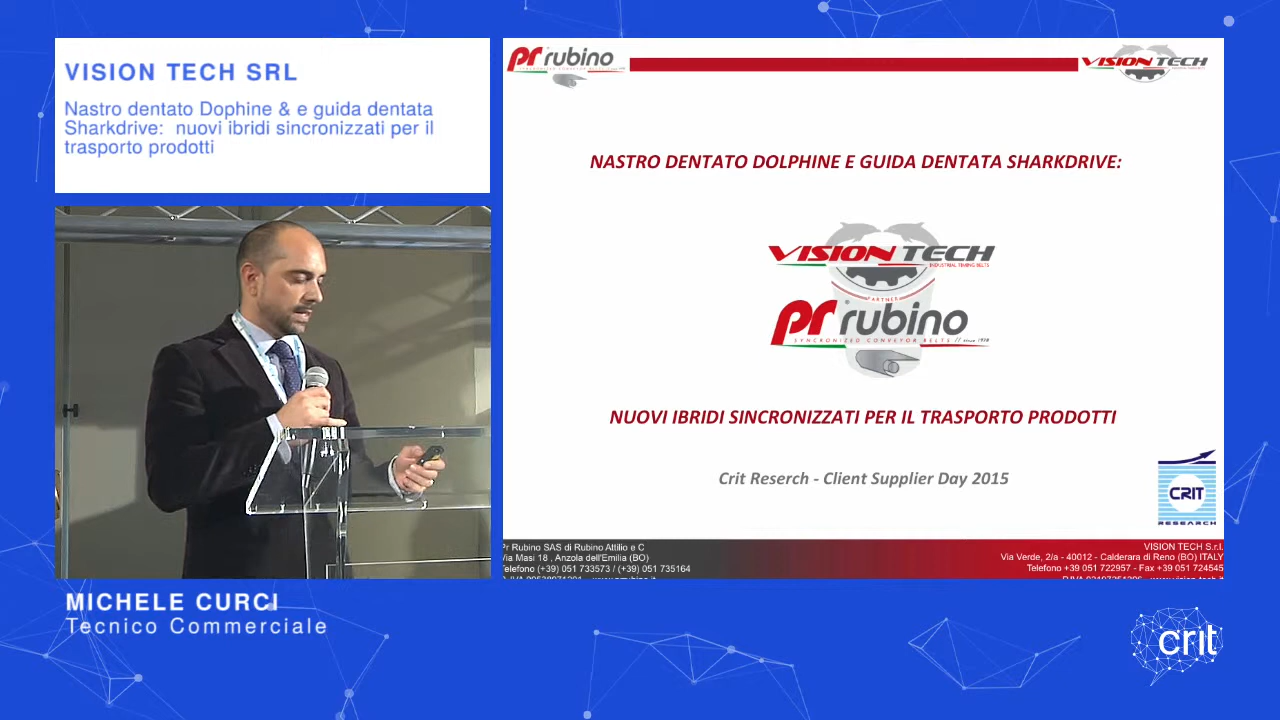 VISION TECH SRL
Nastro dentato Dophine & e guida dentata
Sharkdrive: nuovi ibridi sincronizzati per il
trasporto prodotti
pr rubino
VISION TECH
NASTRO DENTATO DOLPHINE E GUIDA DENTATA SHARKDRIVE:
VISION TECH
INDUSTRIAL TIMING BELTS
PARTNER
pr rubino
SYNCRONIZED CONVEYOR BELTS // since 1958
NUOVI IBRIDI SINCRONIZZATI PER IL TRASPORTO PRODOTTI
Crit Reserch - Client Supplier Day 2015
CRIT
RESEARCH
Pr Rubino SAS di Rubino Attilio e C
Via Masi 18 , Anzola dell'Emilia (BO)
Telefono (+39) 051 733573 / (+39) 051 735164
VISION TECH S.r.l.
Via Verde, 2/a - 40012 - Calderara di Reno (BO) ITALY
Telefono +39 051 722957 - Fax +39 051 724545
MICHELE CURCI
Tecnico Commerciale
crit